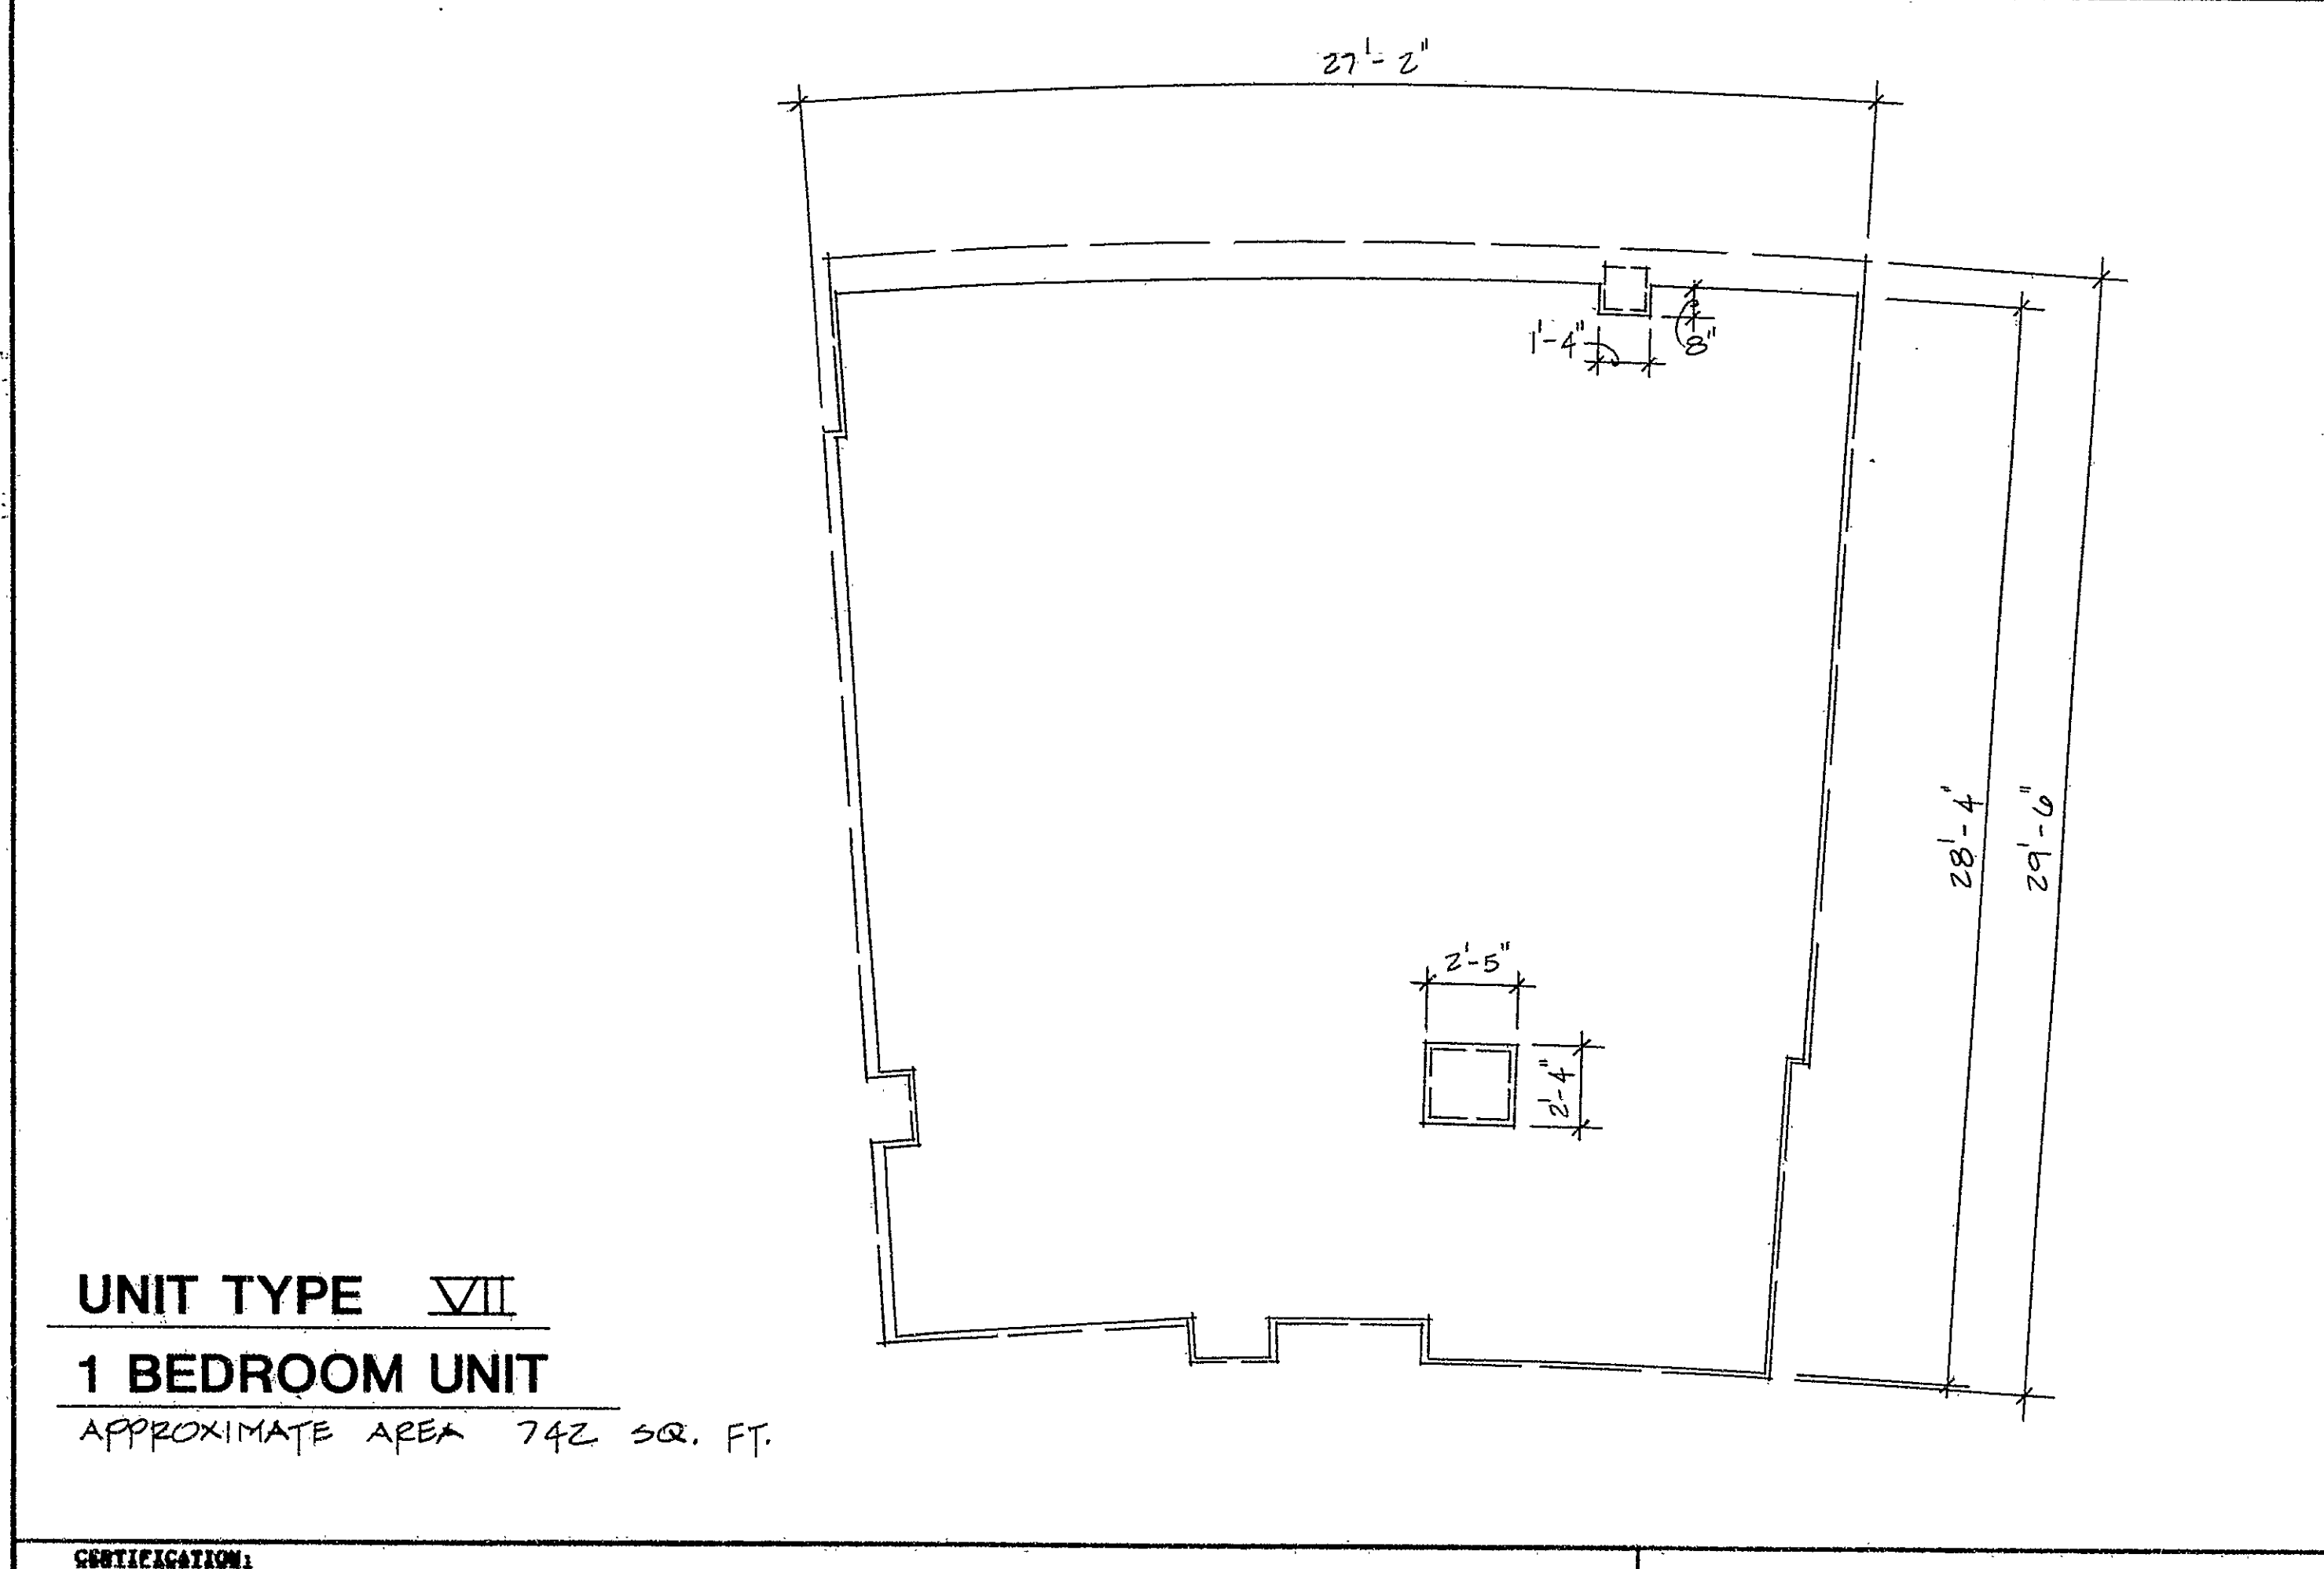 27'-2"
1'-4"
8"
28'-4"
29'-6"
2'-5"
2'-4"
UNIT TYPE VII
1 BEDROOM UNIT
APPROXIMATE AREA 742 SQ. FT.
CERTIFICATION: